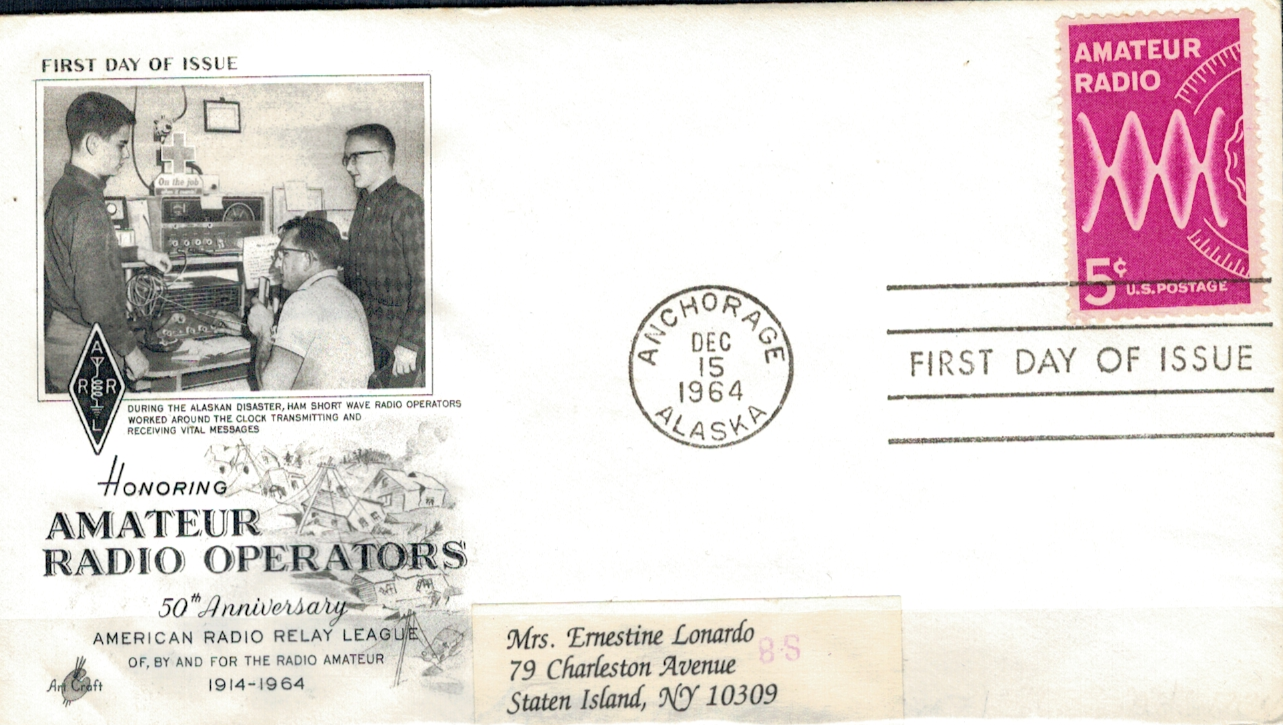 FIRST DAY OF ISSUE
On the job
ARRL
DURING THE ALASKAN DISASTER, HAM SHORT WAVE RADIO OPERATORS
WORKED AROUND THE CLOCK TRANSMITTING AND
RECEIVING VITAL MESSAGES
HONORING
AMATEUR
RADIO OPERATORS
50th Anniversary
AMERICAN RADIO RELAY LEAGUE
OF, BY AND FOR THE RADIO AMATEUR
1914-1964
Art Craft
AMATEUR
RADIO
5¢
U.S. POSTAGE
ANCHORAGE
DEC
15
1964
ALASKA
FIRST DAY OF ISSUE
Mrs. Ernestine Lonardo
79 Charleston Avenue
Staten Island, NY 10309